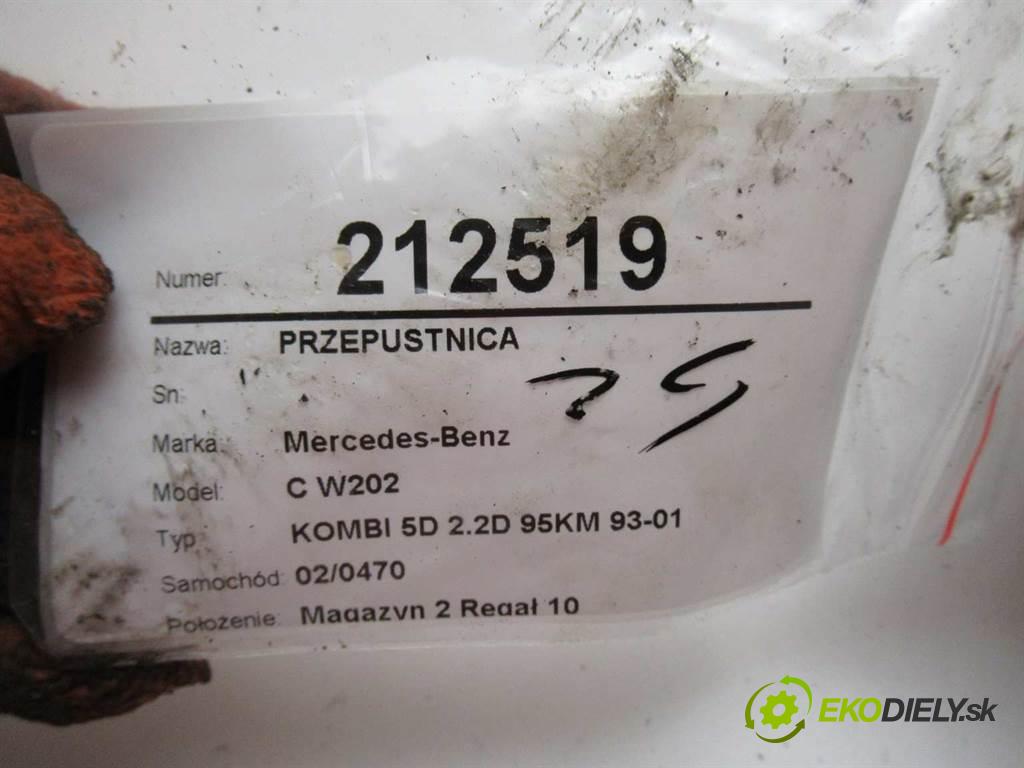 Numer: 212519
Nazwa: PRZEPUSTNICA
Sn:
Marka: Mercedes-Benz
Model: C W202
Typ: KOMBI 5D 2.2D 95KM 93-01
Samochód: 02/0470
Położenie: Magazyn 2 Regał 10
EKODIELY.sk